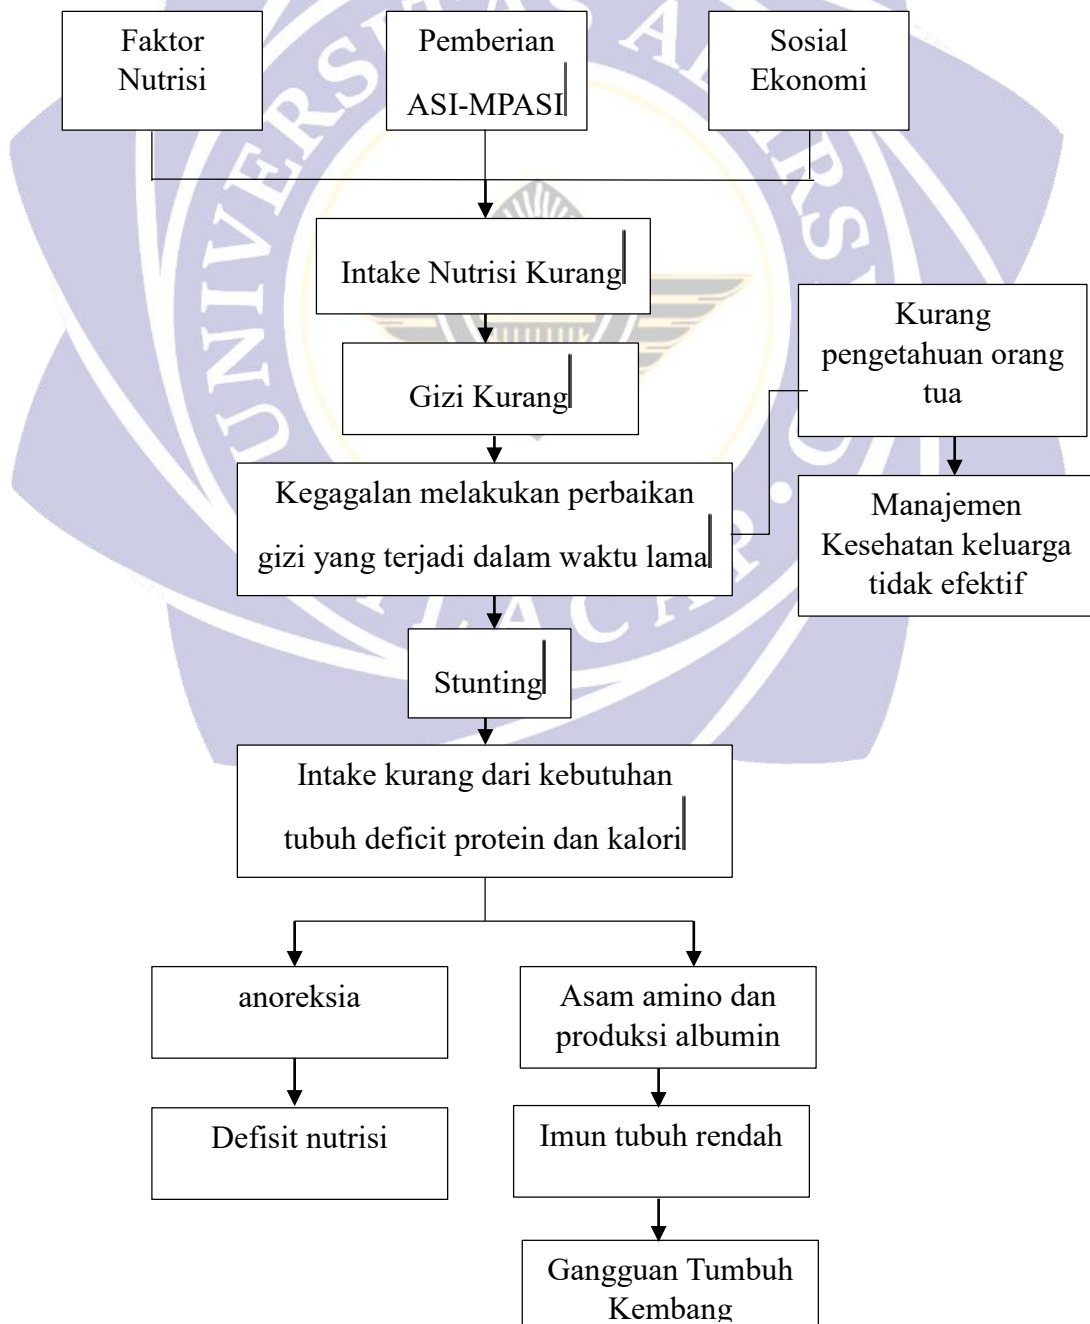 Faktor
Nutrisi
Pemberian
ASI-MPASI
Sosial
Ekonomi
Intake Nutrisi Kurang
Gizi Kurang
Kurang
pengetahuan orang
tua
Kegagalan melakukan perbaikan
gizi yang terjadi dalam waktu lama
Manajemen
Kesehatan keluarga
tidak efektif
Stunting
Intake kurang dari kebutuhan
tubuh deficit protein dan kalori
anoreksia
Asam amino dan
produksi albumin
Defisit nutrisi
Imun tubuh rendah
Gangguan Tumbuh
Kembang